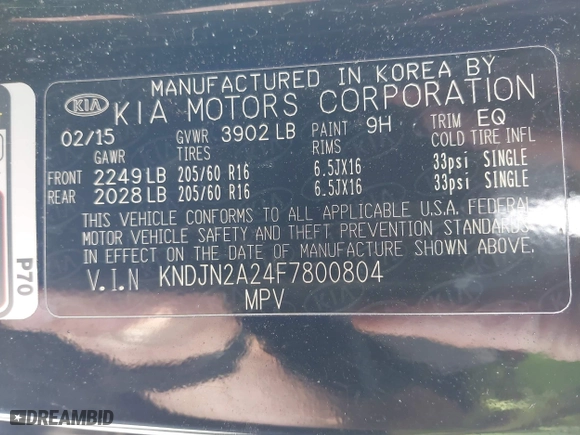 MANUFACTURED IN KOREA BY
KIA KIA MOTORS CORPORATION
02/15 GVWR 3902 LB PAINT 9H TRIM EQ
GAWR TIRES RIMS COLD TIRE INFL
FRONT 2249 LB 205/60 R16 6.5JX16 33psi SINGLE
REAR 2028 LB 205/60 R16 6.5JX16 33psi SINGLE
THIS VEHICLE CONFORMS TO ALL APPLICABLE U.S.A. FEDERAL
MOTOR VEHICLE SAFETY AND THEFT PREVENTION STANDARDS
IN EFFECT ON THE DATE OF MANUFACTURE SHOWN ABOVE.
V.I.N KNDJN2A24F7800804
MPV
P70
DREAMBID